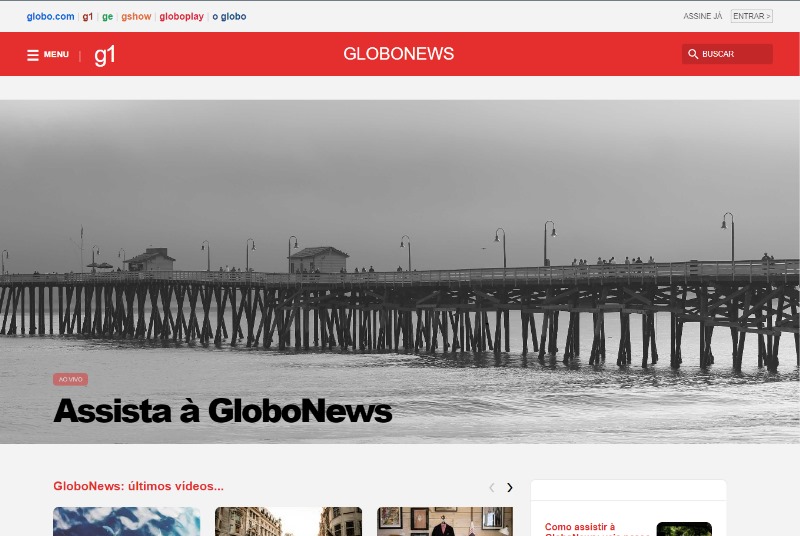 globo.com g1 ge gshow globoplay o globo
ASSINE JÁ ENTRAR >
MENU g1
GLOBONEWS
BUSCAR
AO VIVO
Assista à GloboNews
GloboNews: últimos vídeos...
Como assistir à